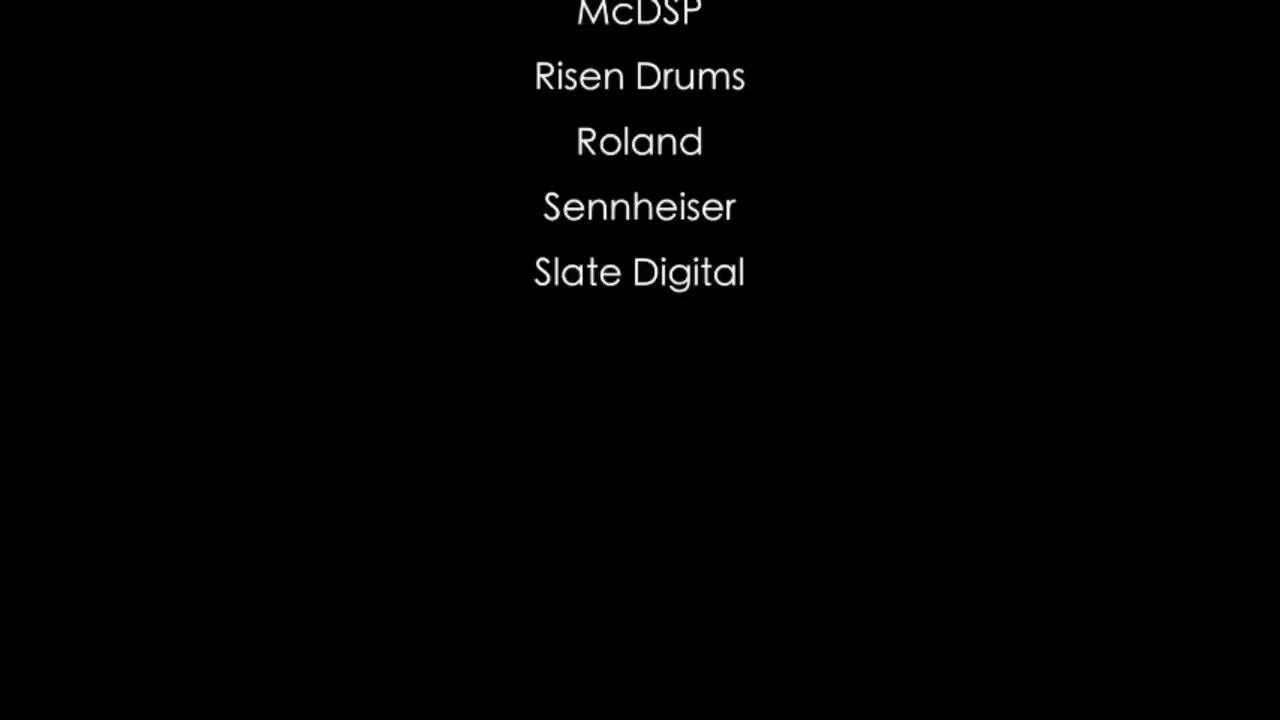 McDSP
Risen Drums
Roland
Sennheiser
Slate Digital